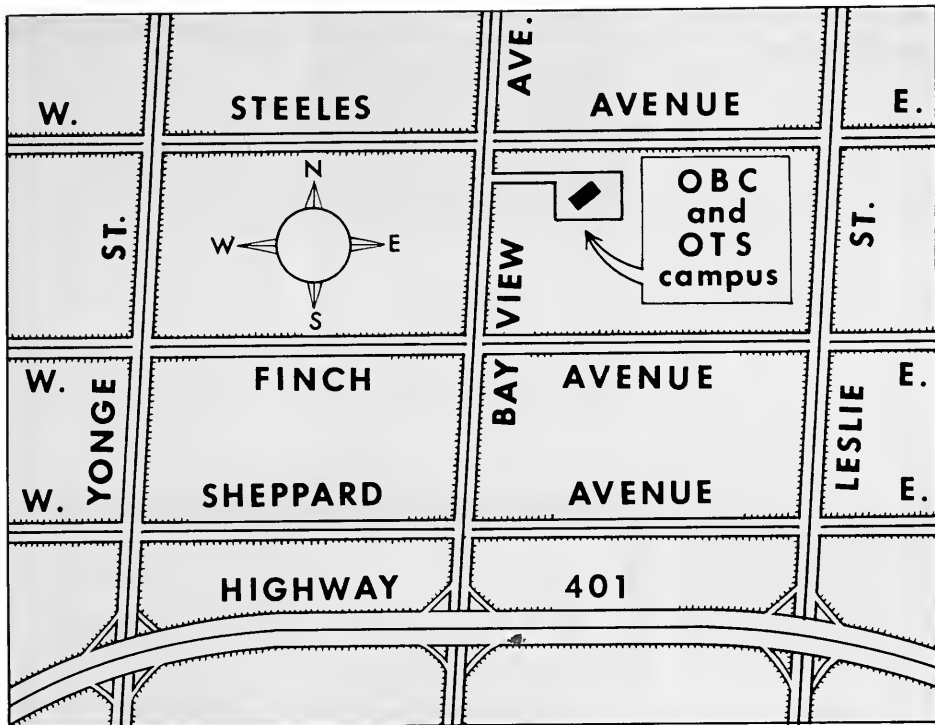 AVE.
W. STEELES AVENUE E.
N
W E
S
ST.
VIEW
OBC
and
OTS
campus
ST.
W. FINCH AVENUE E.
YONGE
BAY
LESLIE
W. SHEPPARD AVENUE E.
HIGHWAY 401